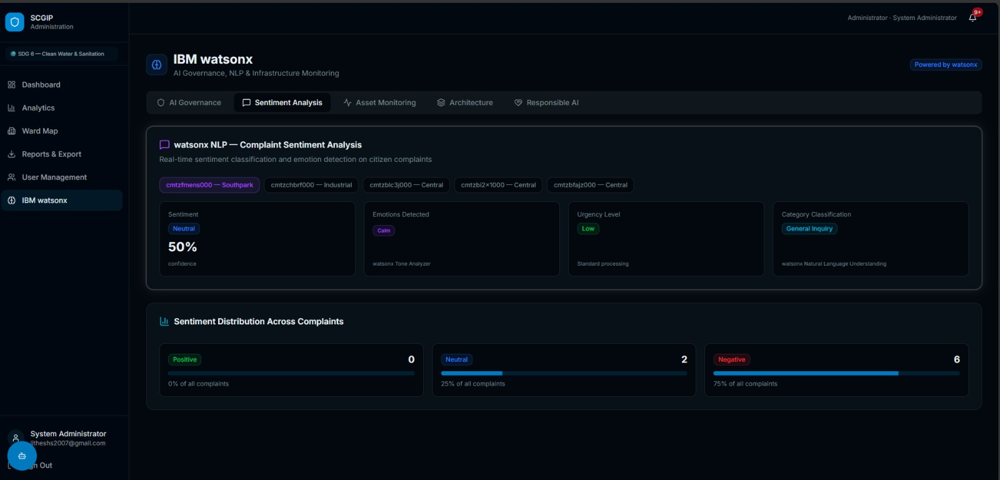 SCGIP
Administration
SDG 6 — Clean Water & Sanitation
Dashboard
Analytics
Ward Map
Reports & Export
User Management
IBM watsonx
System Administrator
litheshs2007@gmail.com
n Out
Administrator · System Administrator
9+
IBM watsonx
AI Governance, NLP & Infrastructure Monitoring
Powered by watsonx
AI Governance Sentiment Analysis Asset Monitoring Architecture Responsible AI
watsonx NLP — Complaint Sentiment Analysis
Real-time sentiment classification and emotion detection on citizen complaints
cmtzfmens000 — Southpark cmtzchbrf000 — Industrial cmtzblc3j000 — Central cmtzbi2×1000 — Central cmtzbfajz000 — Central
Sentiment
Neutral
50%
confidence
Emotions Detected
Calm
watsonx Tone Analyzer
Urgency Level
Low
Standard processing
Category Classification
General Inquiry
watsonx Natural Language Understanding
Sentiment Distribution Across Complaints
Positive 0
0% of all complaints
Neutral 2
25% of all complaints
Negative 6
75% of all complaints